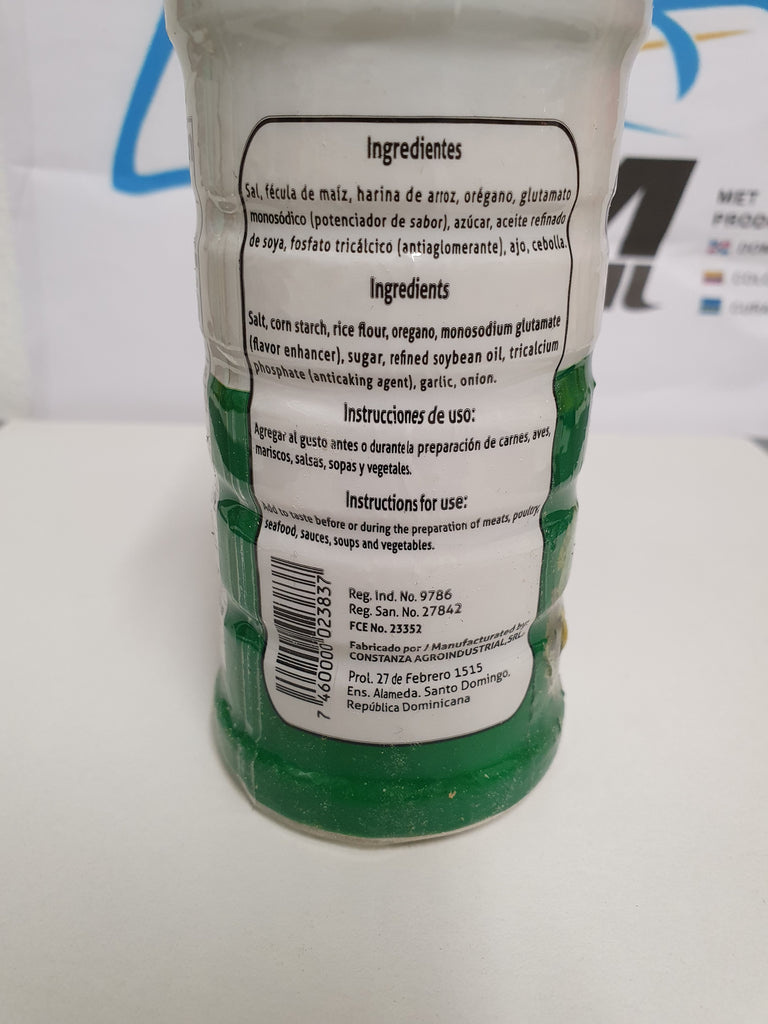 Ingredientes
Sal, fécula de maíz, harina de arroz, orégano, glutamato
monosódico (potenciador de sabor), azúcar, aceite refinado
de soya, fosfato tricálcico (antiaglomerante), ajo, cebolla.
Ingredients
Salt, corn starch, rice flour, oregano, monosodium glutamate
(flavor enhancer), sugar, refined soybean oil, tricalcium
phosphate (anticaking agent), garlic, onion.
Instrucciones de uso:
Agregar al gusto antes o durante la preparación de carnes, aves,
mariscos, salsas, sopas y vegetales.
Instructions for use:
Add to taste before or during the preparation of meats, poultry,
seafood, sauces, soups and vegetables.
Reg. Ind. No. 9786
Reg. San. No. 27842
FCE No. 23352
Fabricado por / Manufacturated by:
CONSTANZA AGROINDUSTRIAL, SRL.
Prol. 27 de Febrero 1515
Ens. Alameda. Santo Domingo,
República Dominicana
7 460000 023837
MET